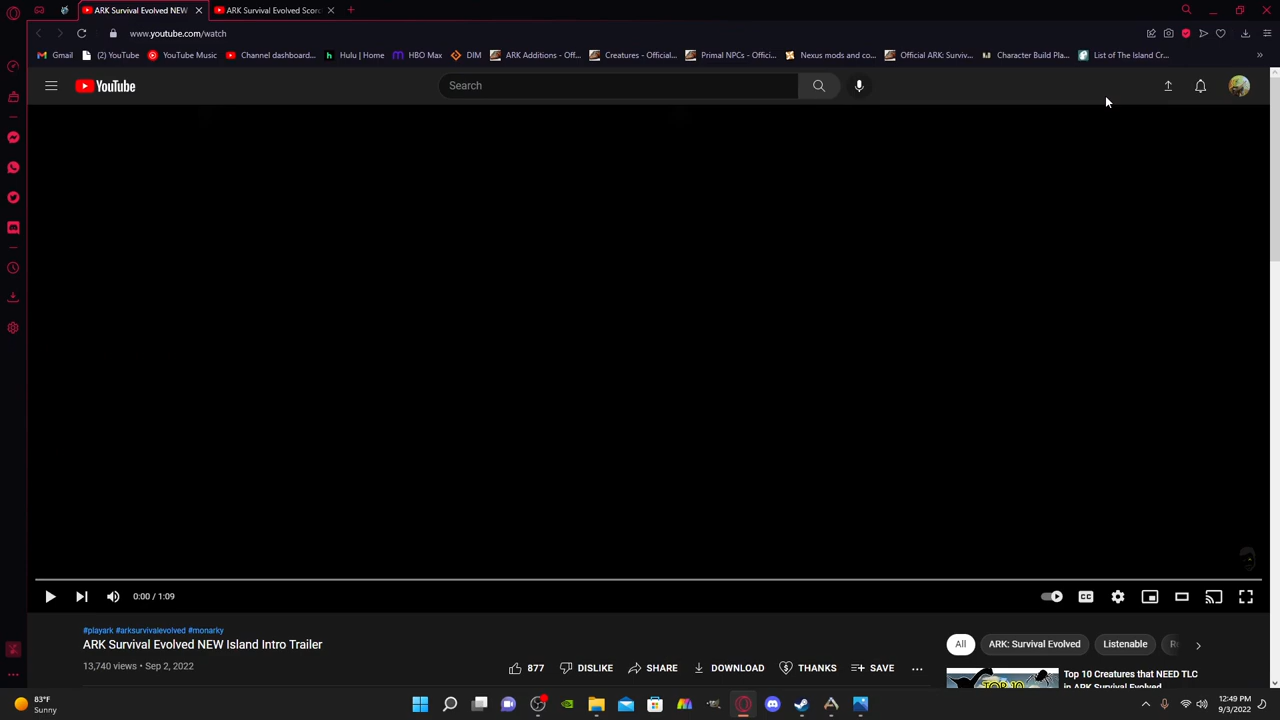 ARK Survival Evolved NEW
ARK Survival Evolved Scor
www.youtube.com/watch
Gmail
(2) YouTube
YouTube Music
Channel dashboard...
Hulu | Home
HBO Max
DIM
ARK Additions - Off...
Creatures - Official...
Primal NPCs - Offici...
Nexus mods and co...
Official ARK: Surviv...
Character Build Pla...
List of The Island Cr...
YouTube
Search
0:00 / 1:09
CC
#playark #arksurvivalevolved #monarky
ARK Survival Evolved NEW Island Intro Trailer
13,740 views • Sep 2, 2022
877
DISLIKE
SHARE
DOWNLOAD
THANKS
SAVE
All
ARK: Survival Evolved
Listenable
Top 10 Creatures that NEED TLC
in ARK Survival Evolved
TOP 10
83°F
Sunny
12:49 PM
9/3/2022